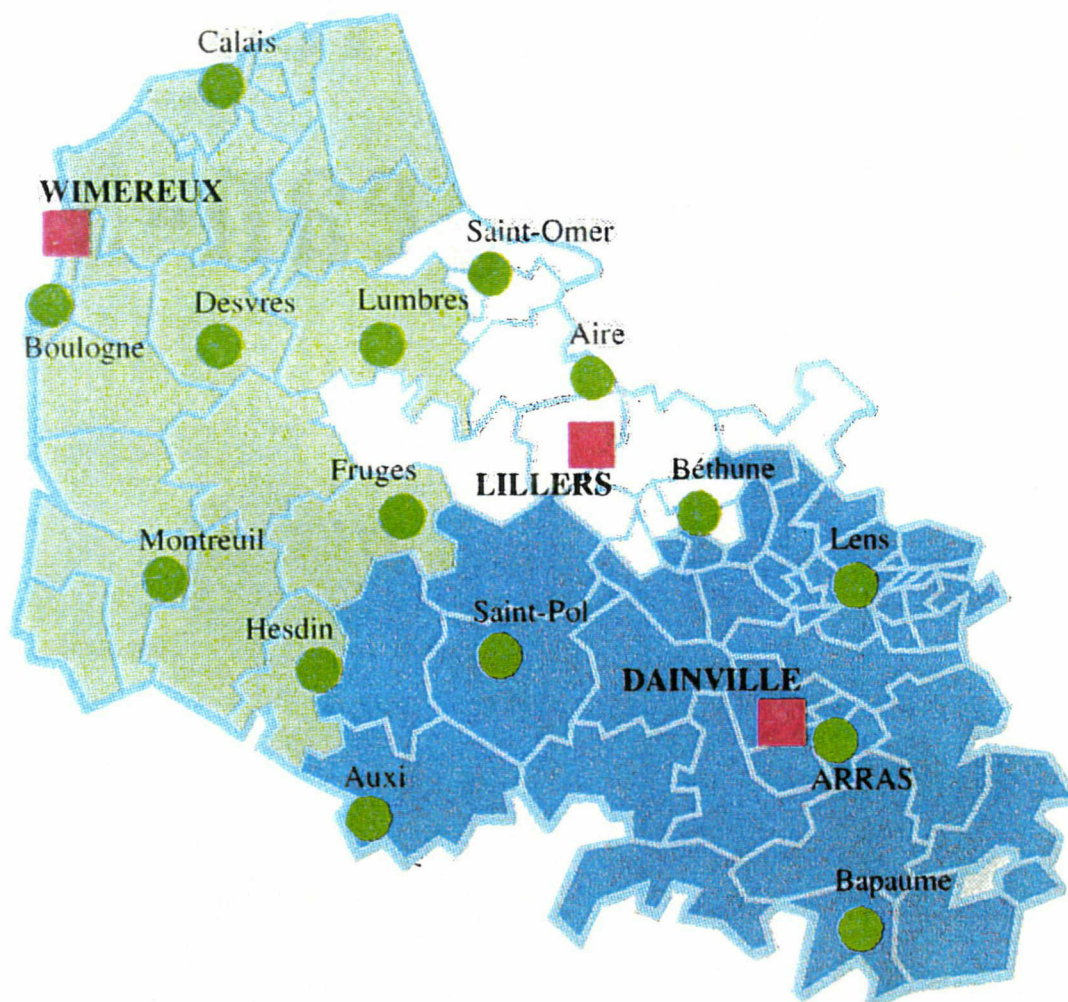 Calais
WIMEREUX
Saint-Omer
Desvres
Lumbres
Aire
Boulogne
Fruges
LILLERS
Béthune
Montreuil
Lens
Hesdin
Saint-Pol
DAINVILLE
Auxi
ARRAS
Bapaume